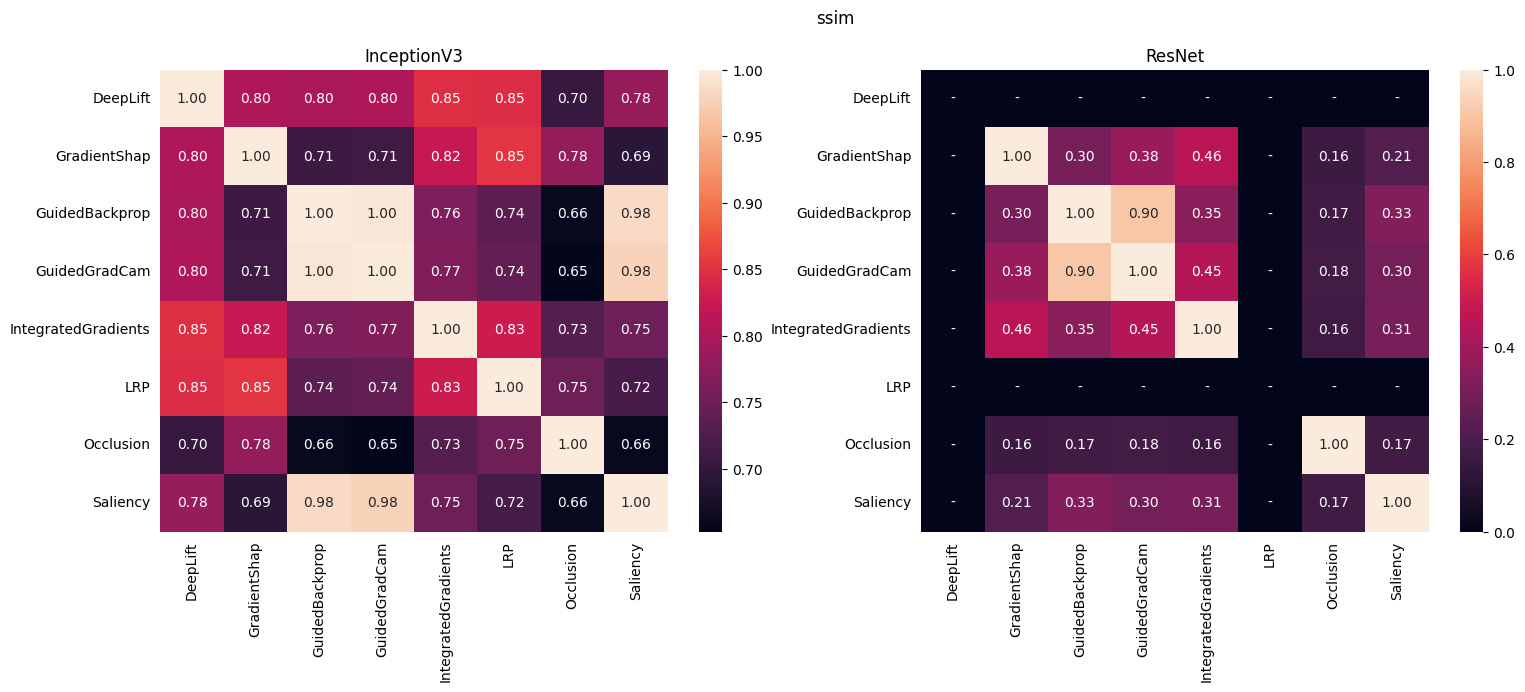 ssim
InceptionV3
DeepLift 1.00 0.80 0.80 0.80 0.85 0.85 0.70 0.78
GradientShap 0.80 1.00 0.71 0.71 0.82 0.85 0.78 0.69
GuidedBackprop 0.80 0.71 1.00 1.00 0.76 0.74 0.66 0.98
GuidedGradCam 0.80 0.71 1.00 1.00 0.77 0.74 0.65 0.98
IntegratedGradients 0.85 0.82 0.76 0.77 1.00 0.83 0.73 0.75
LRP 0.85 0.85 0.74 0.74 0.83 1.00 0.75 0.72
Occlusion 0.70 0.78 0.66 0.65 0.73 0.75 1.00 0.66
Saliency 0.78 0.69 0.98 0.98 0.75 0.72 0.66 1.00
DeepLift
GradientShap
GuidedBackprop
GuidedGradCam
IntegratedGradients
LRP
Occlusion
Saliency
1.00
0.95
0.90
0.85
0.80
0.75
0.70
ResNet
DeepLift - - - - - - - -
GradientShap - 1.00 0.30 0.38 0.46 - 0.16 0.21
GuidedBackprop - 0.30 1.00 0.90 0.35 - 0.17 0.33
GuidedGradCam - 0.38 0.90 1.00 0.45 - 0.18 0.30
IntegratedGradients - 0.46 0.35 0.45 1.00 - 0.16 0.31
LRP - - - - - - - -
Occlusion - 0.16 0.17 0.18 0.16 - 1.00 0.17
Saliency - 0.21 0.33 0.30 0.31 - 0.17 1.00
DeepLift
GradientShap
GuidedBackprop
GuidedGradCam
IntegratedGradients
LRP
Occlusion
Saliency
1.0
0.8
0.6
0.4
0.2
0.0